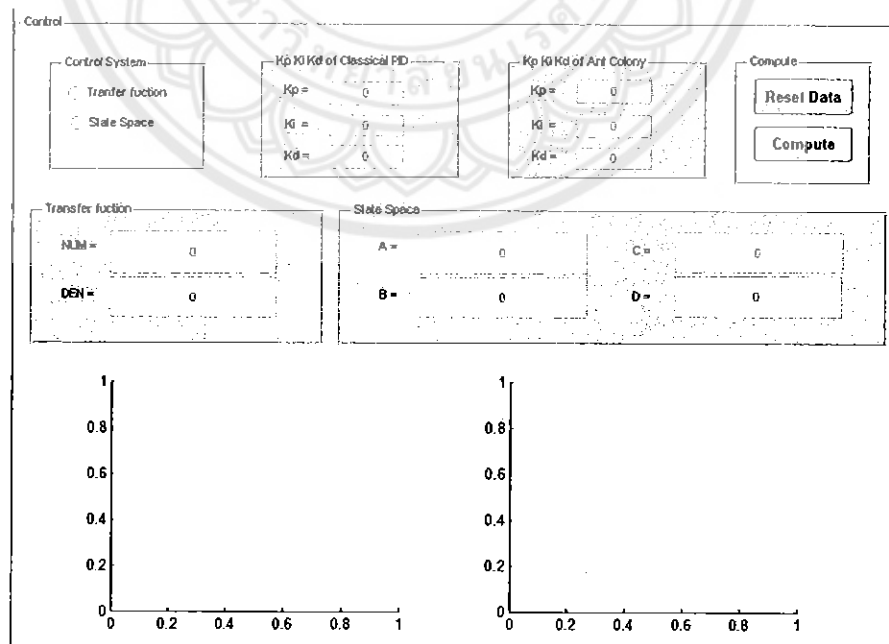 Control
Control System
Tranfer fuction
State Space
Kp Ki Kd of Classical PID
Kp = 0
Ki = 0
Kd = 0
Kp Ki Kd of Ant Colony
Kp = 0
Ki = 0
Kd = 0
Compute
Reset Data
Compute
Transfer fuction
NUM = 0
DEN = 0
State Space
A = 0
B = 0
C = 0
D = 0
1
0.8
0.6
0.4
0.2
0
0 0.2 0.4 0.6 0.8 1
1
0.8
0.6
0.4
0.2
0
0 0.2 0.4 0.6 0.8 1